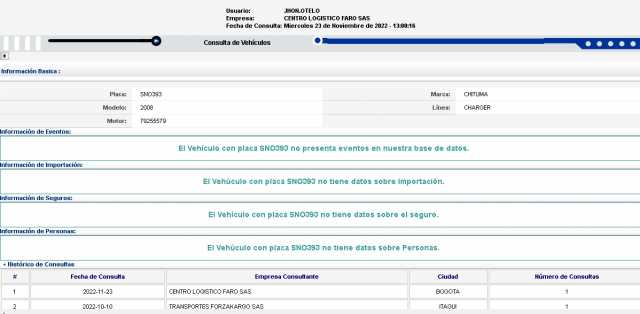 Usuario: JHON.OTELO
Empresa: CENTRO LOGISTICO FARO SAS
Fecha de Consulta: Miercoles 23 de Noviembre de 2022 - 13:00:16
Consulta de Vehículos
Información Basica :
Placa: SNO393 Marca: CHITUMA
Modelo: 2008 Línea: CHARGER
Motor: 79255579
Información de Eventos:
El Vehículo con placa SNO393 no presenta eventos en nuestra base de datos.
Información de Importación:
El Vehúculo con placa SNO393 no tiene datos sobre Importación.
Información de Seguros:
El Vehículo con placa SNO393 no tiene datos sobre el seguro.
Información de Personas:
El Vehúculo con placa SNO393 no tiene datos sobre Personas.
Histórico de Consultas
# Fecha de Consulta Empresa Consultante Ciudad Número de Consultas
1 2022-11-23 CENTRO LOGISTICO FARO SAS BOGOTA 1
2 2022-10-10 TRANSPORTES FORZAKARGO SAS ITAGUI 1